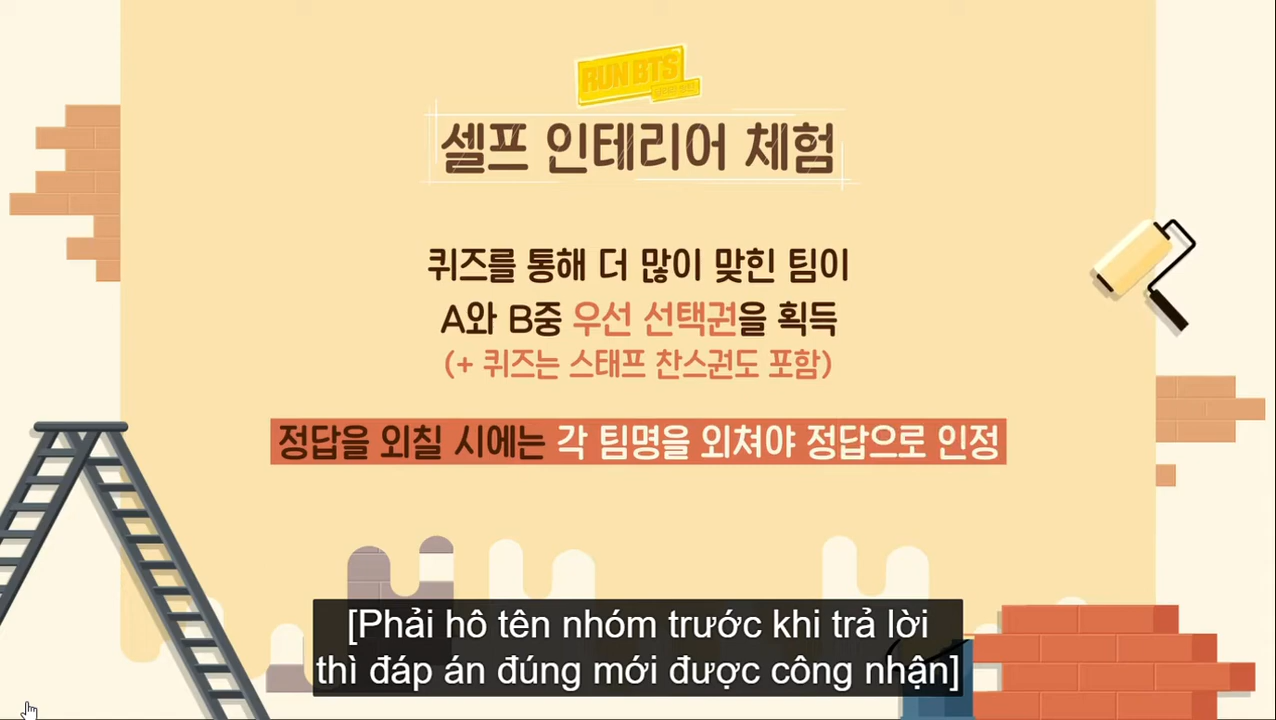 RUN BTS
셀프 인테리어 체험
퀴즈를 통해 더 많이 맞힌 팀이
A와 B중 우선 선택권을 획득
(+ 퀴즈는 스태프 찬스권도 포함)
정답을 외칠 시에는 각 팀명을 외쳐야 정답으로 인정
[Phải hô tên nhóm trước khi trả lời
thì đáp án đúng mới được công nhận]